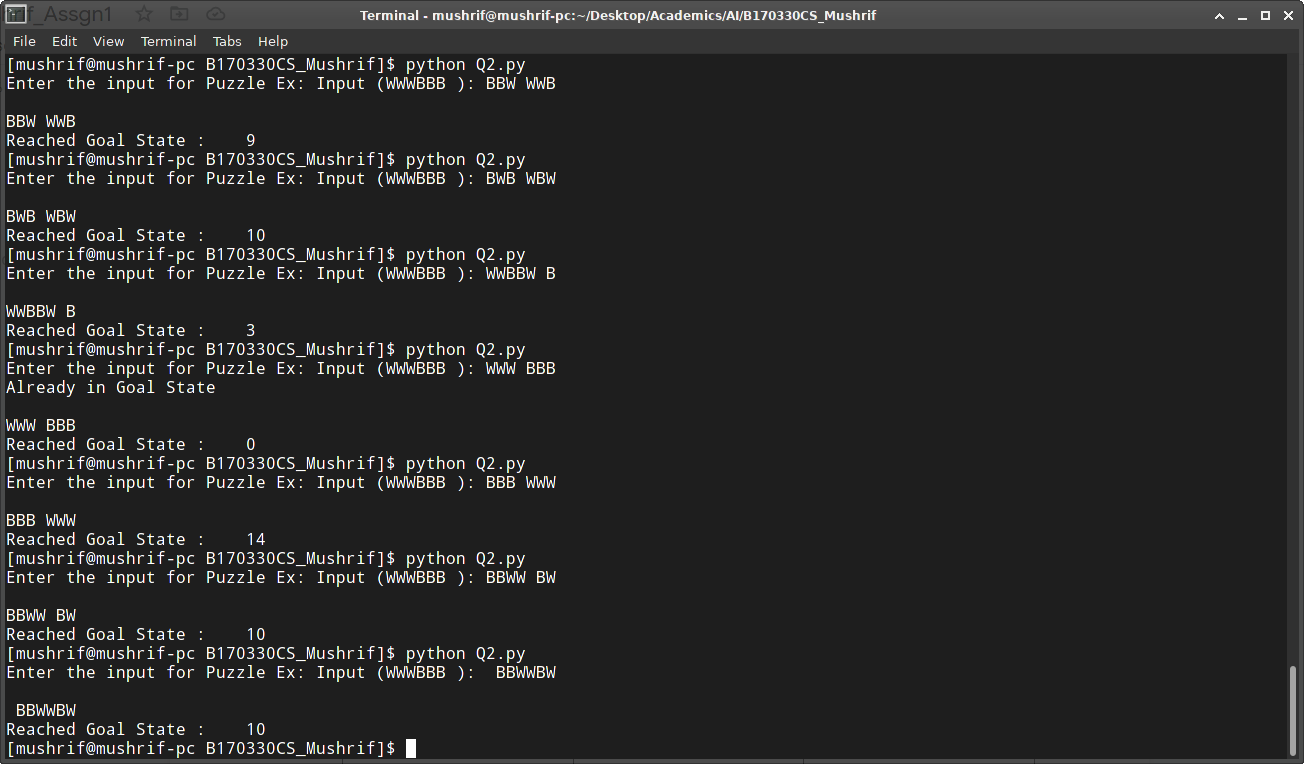 rif_Assgn1
Terminal - mushrif@mushrif-pc:~/Desktop/Academics/AI/B170330CS_Mushrif
File Edit View Terminal Tabs Help
[mushrif@mushrif-pc B170330CS_Mushrif]$ python Q2.py
Enter the input for Puzzle Ex: Input (WWWBBB ): BBW WWB

BBW WWB
Reached Goal State :    9
[mushrif@mushrif-pc B170330CS_Mushrif]$ python Q2.py
Enter the input for Puzzle Ex: Input (WWWBBB ): BWB WBW

BWB WBW
Reached Goal State :    10
[mushrif@mushrif-pc B170330CS_Mushrif]$ python Q2.py
Enter the input for Puzzle Ex: Input (WWWBBB ): WWBBW B

WWBBW B
Reached Goal State :    3
[mushrif@mushrif-pc B170330CS_Mushrif]$ python Q2.py
Enter the input for Puzzle Ex: Input (WWWBBB ): WWW BBB
Already in Goal State

WWW BBB
Reached Goal State :    0
[mushrif@mushrif-pc B170330CS_Mushrif]$ python Q2.py
Enter the input for Puzzle Ex: Input (WWWBBB ): BBB WWW

BBB WWW
Reached Goal State :    14
[mushrif@mushrif-pc B170330CS_Mushrif]$ python Q2.py
Enter the input for Puzzle Ex: Input (WWWBBB ): BBWW BW

BBWW BW
Reached Goal State :    10
[mushrif@mushrif-pc B170330CS_Mushrif]$ python Q2.py
Enter the input for Puzzle Ex: Input (WWWBBB ):  BBWWBW

 BBWWBW
Reached Goal State :    10
[mushrif@mushrif-pc B170330CS_Mushrif]$